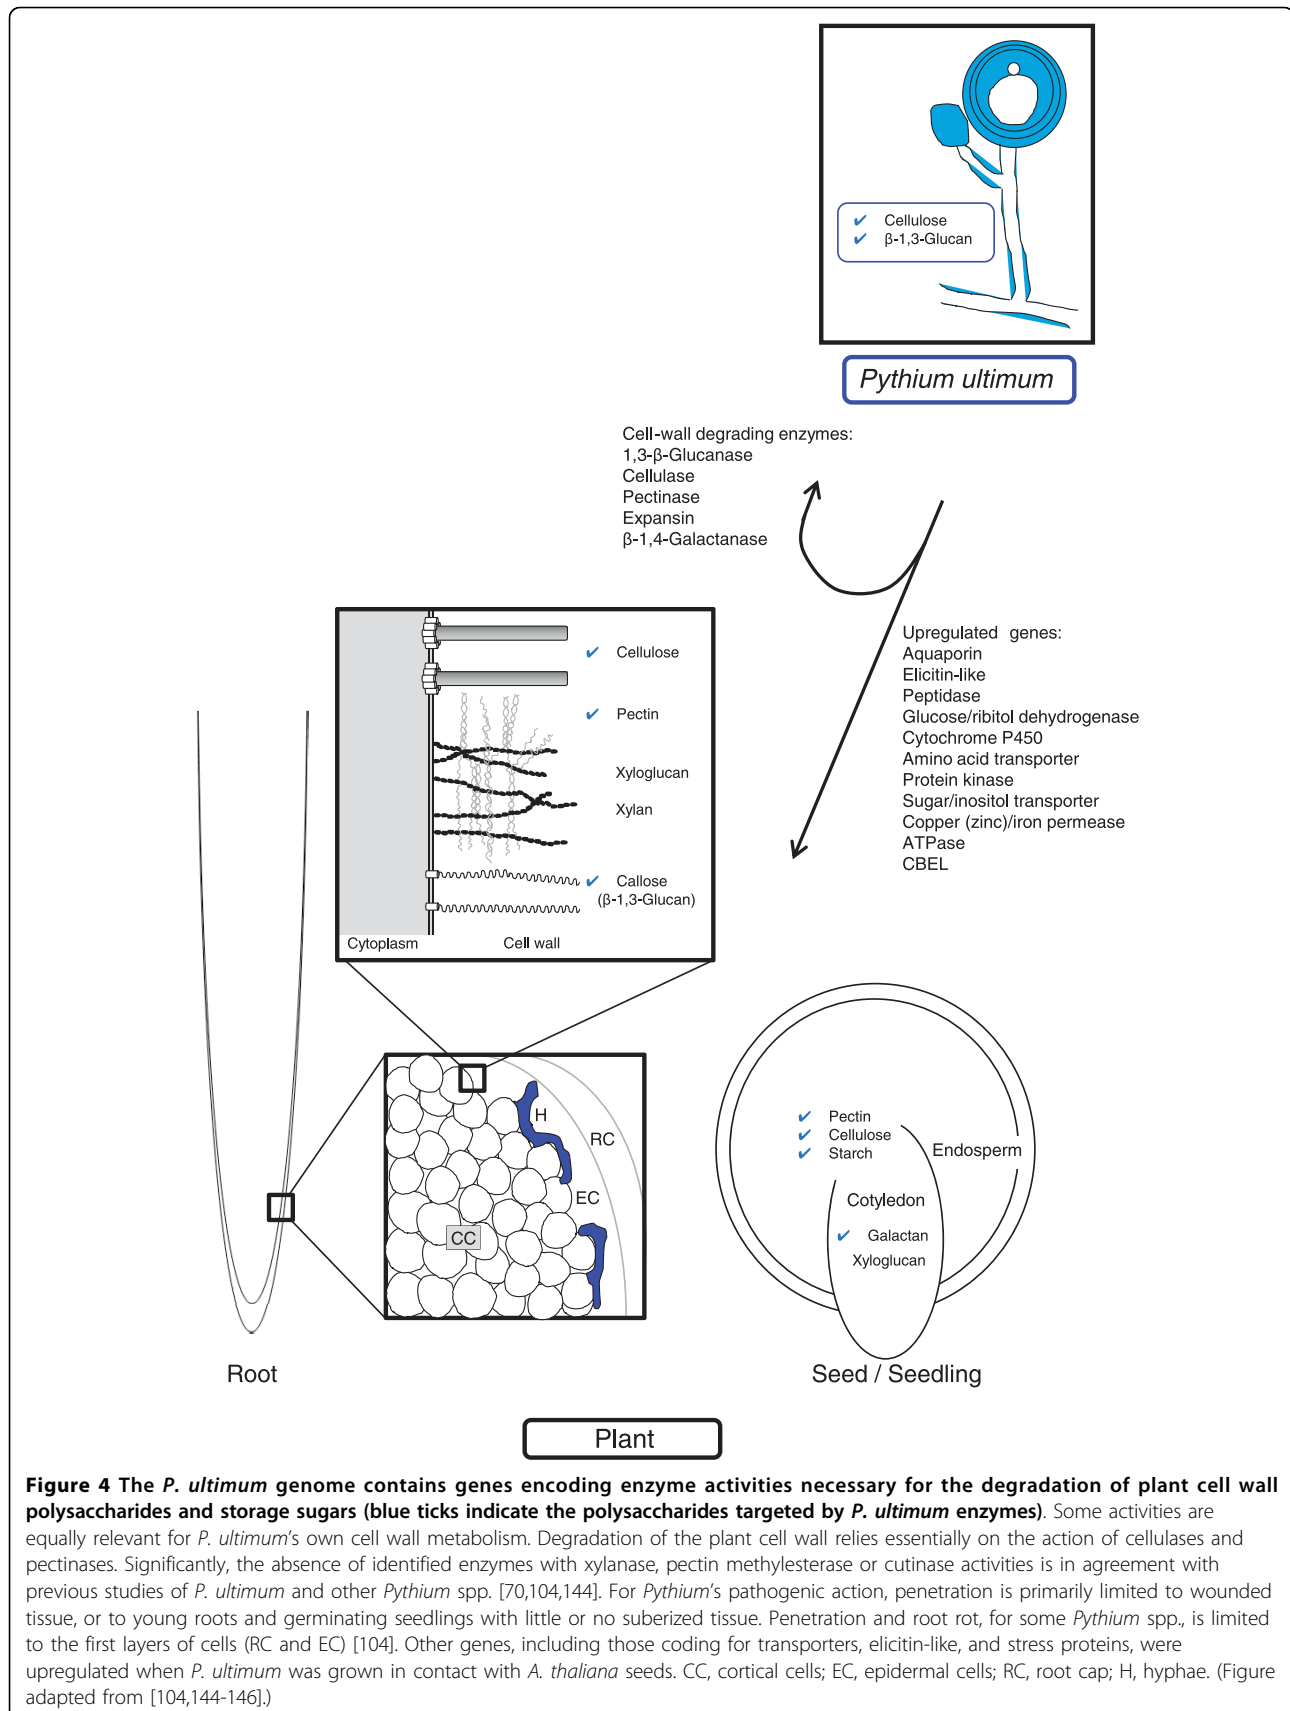 ✔ Cellulose
✔ β-1,3-Glucan
Pythium ultimum
Cell-wall degrading enzymes:
1,3-β-Glucanase
Cellulase
Pectinase
Expansin
β-1,4-Galactanase
Upregulated genes:
Aquaporin
Elicitin-like
Peptidase
Glucose/ribitol dehydrogenase
Cytochrome P450
Amino acid transporter
Protein kinase
Sugar/inositol transporter
Copper (zinc)/iron permease
ATPase
CBEL
✔ Cellulose
✔ Pectin
Xyloglucan
Xylan
✔ Callose
(β-1,3-Glucan)
Cytoplasm Cell wall
H
RC
EC
CC
Root
✔ Pectin
✔ Cellulose
✔ Starch
Endosperm
Cotyledon
✔ Galactan
Xyloglucan
Seed / Seedling
Plant
Figure 4 The P. ultimum genome contains genes encoding enzyme activities necessary for the degradation of plant cell wall
polysaccharides and storage sugars (blue ticks indicate the polysaccharides targeted by P. ultimum enzymes). Some activities are
equally relevant for P. ultimum's own cell wall metabolism. Degradation of the plant cell wall relies essentially on the action of cellulases and
pectinases. Significantly, the absence of identified enzymes with xylanase, pectin methylesterase or cutinase activities is in agreement with
previous studies of P. ultimum and other Pythium spp. [70,104,144]. For Pythium's pathogenic action, penetration is primarily limited to wounded
tissue, or to young roots and germinating seedlings with little or no suberized tissue. Penetration and root rot, for some Pythium spp., is limited
to the first layers of cells (RC and EC) [104]. Other genes, including those coding for transporters, elicitin-like, and stress proteins, were
upregulated when P. ultimum was grown in contact with A. thaliana seeds. CC, cortical cells; EC, epidermal cells; RC, root cap; H, hyphae. (Figure
adapted from [104,144-146].)